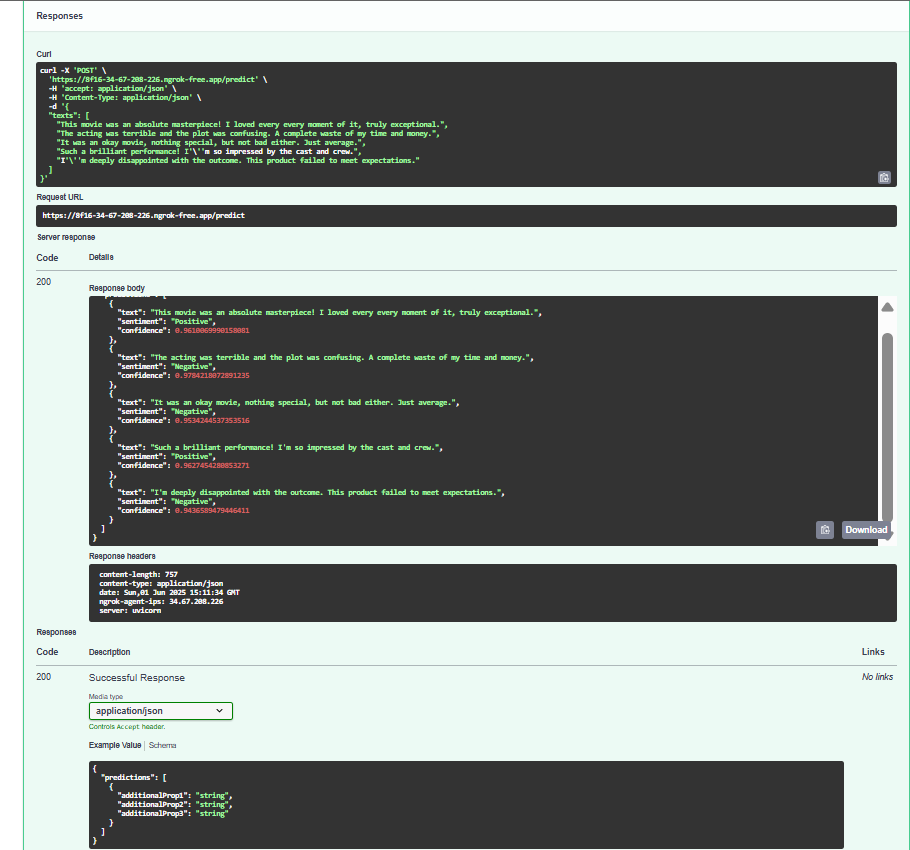 Responses
Curl
curl -X 'POST' \
'https://8f16-34-67-208-226.ngrok-free.app/predict' \
-H 'accept: application/json' \
-H 'Content-Type: application/json' \
-d '{
"texts": [
"This movie was an absolute masterpiece! I loved every every moment of it, truly exceptional.",
"The acting was terrible and the plot was confusing. A complete waste of my time and money.",
"It was an okay movie, nothing special, but not bad either. Just average.",
"Such a brilliant performance! I'\''m so impressed by the cast and crew.",
"I'\''m deeply disappointed with the outcome. This product failed to meet expectations."
]
}'
Request URL
https://8f16-34-67-208-226.ngrok-free.app/predict
Server response
Code Details
200
Response body
"predictions": [
{
"text": "This movie was an absolute masterpiece! I loved every every moment of it, truly exceptional.",
"sentiment": "Positive",
"confidence": 0.9610069990158081
},
{
"text": "The acting was terrible and the plot was confusing. A complete waste of my time and money.",
"sentiment": "Negative",
"confidence": 0.9784218072891235
},
{
"text": "It was an okay movie, nothing special, but not bad either. Just average.",
"sentiment": "Negative",
"confidence": 0.9534244537353516
},
{
"text": "Such a brilliant performance! I'm so impressed by the cast and crew.",
"sentiment": "Positive",
"confidence": 0.9627454280853271
},
{
"text": "I'm deeply disappointed with the outcome. This product failed to meet expectations.",
"sentiment": "Negative",
"confidence": 0.9436589479446411
}
]
}
Download
Response headers
content-length: 757
content-type: application/json
date: Sun,01 Jun 2025 15:11:34 GMT
ngrok-agent-ips: 34.67.208.226
server: uvicorn
Responses
Code Description Links
200 Successful Response No links
Media type
application/json
Controls Accept header.
Example Value | Schema
{
"predictions": [
{
"additionalProp1": "string",
"additionalProp2": "string",
"additionalProp3": "string"
}
]
}